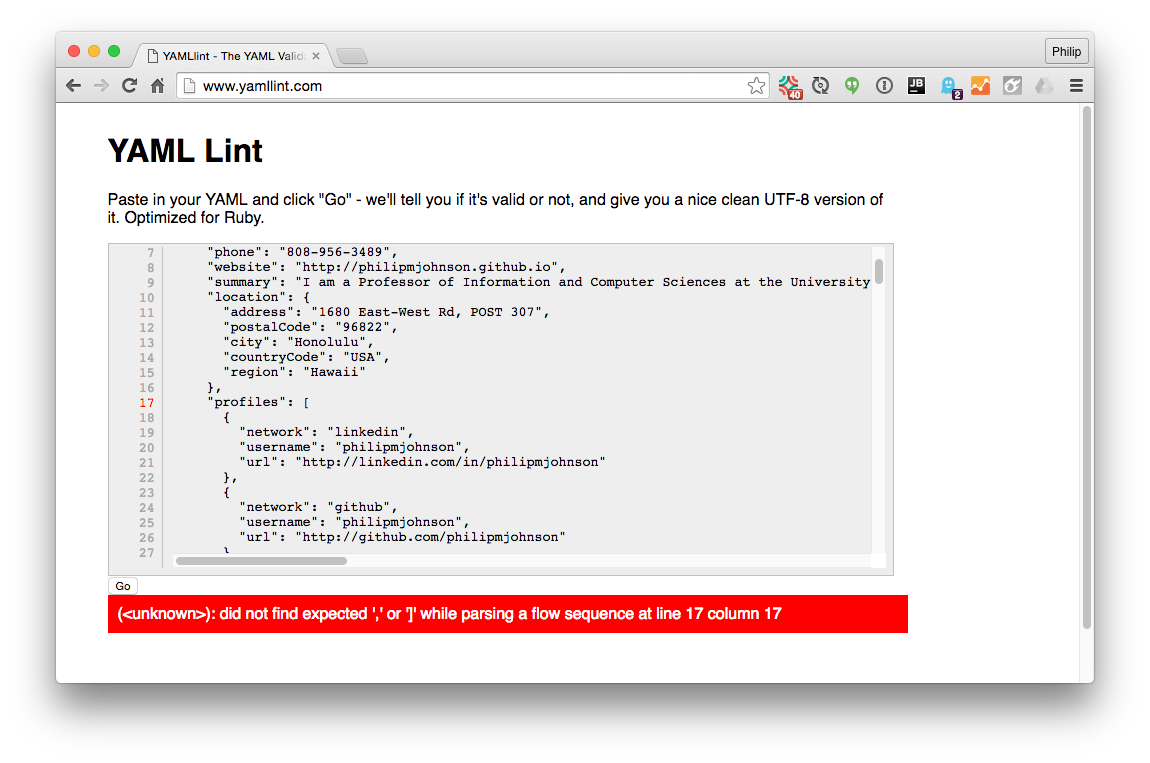 YAMLlint - The YAML Valid
Philip
www.yamllint.com
40
JB
2
YAML Lint
Paste in your YAML and click "Go" - we'll tell you if it's valid or not, and give you a nice clean UTF-8 version of
it. Optimized for Ruby.
7 "phone": "808-956-3489",
8 "website": "http://philipmjohnson.github.io",
9 "summary": "I am a Professor of Information and Computer Sciences at the University
10 "location": {
11 "address": "1680 East-West Rd, POST 307",
12 "postalCode": "96822",
13 "city": "Honolulu",
14 "countryCode": "USA",
15 "region": "Hawaii"
16 },
17 "profiles": [
18 {
19 "network": "linkedin",
20 "username": "philipmjohnson",
21 "url": "http://linkedin.com/in/philipmjohnson"
22 },
23 {
24 "network": "github",
25 "username": "philipmjohnson",
26 "url": "http://github.com/philipmjohnson"
27 }
Go
(<unknown>): did not find expected ',' or ']' while parsing a flow sequence at line 17 column 17